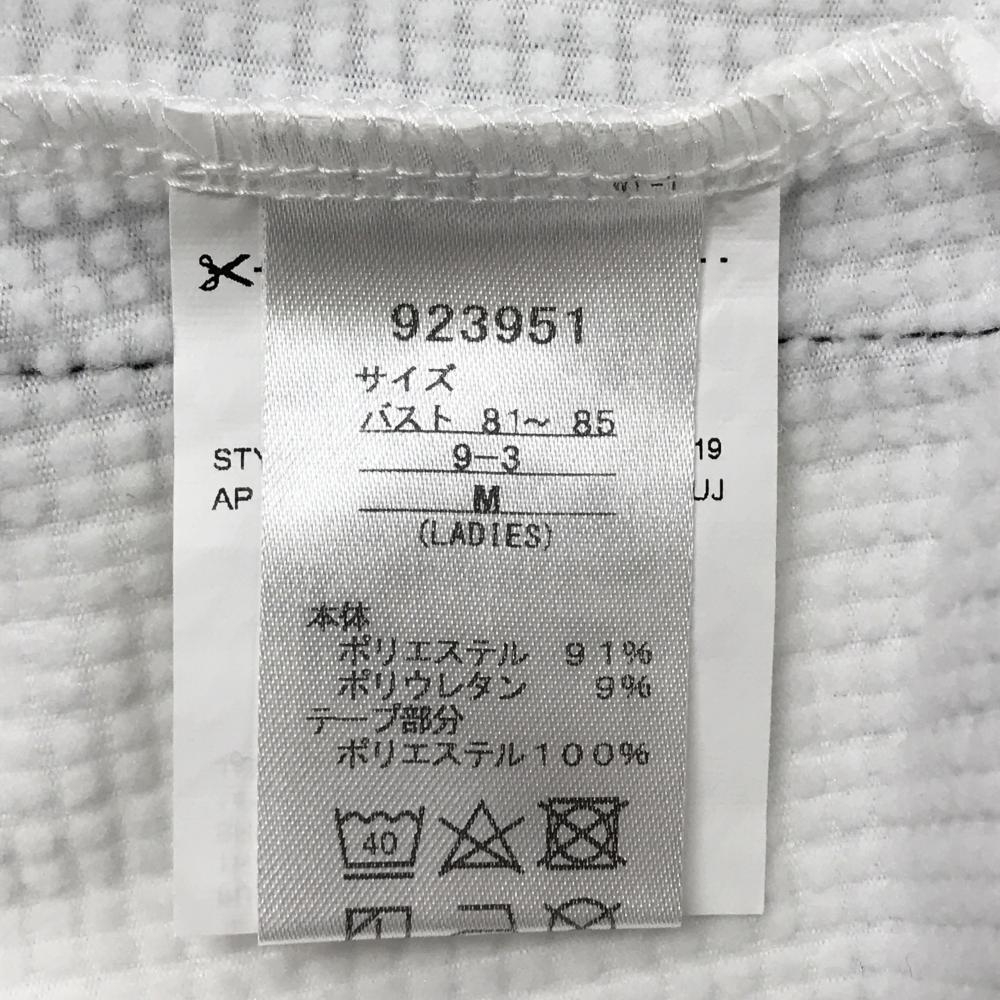 923951
サイズ
バスト 81～ 85
9-3
M
(LADIES)
本体
ポリエステル 91%
ポリウレタン 9%
テープ部分
ポリエステル100%
40
STY
19
AP
UJ